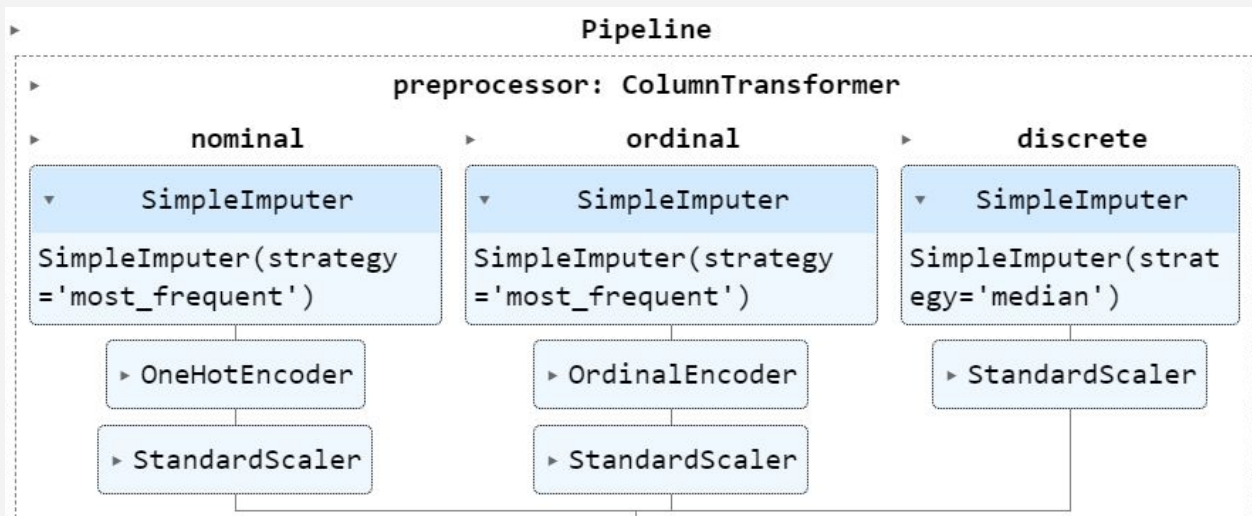 Pipeline
preprocessor: ColumnTransformer
nominal
ordinal
discrete
SimpleImputer
SimpleImputer(strategy
='most_frequent')
SimpleImputer
SimpleImputer(strategy
='most_frequent')
SimpleImputer
SimpleImputer(strat
egy='median')
OneHotEncoder
OrdinalEncoder
StandardScaler
StandardScaler
StandardScaler